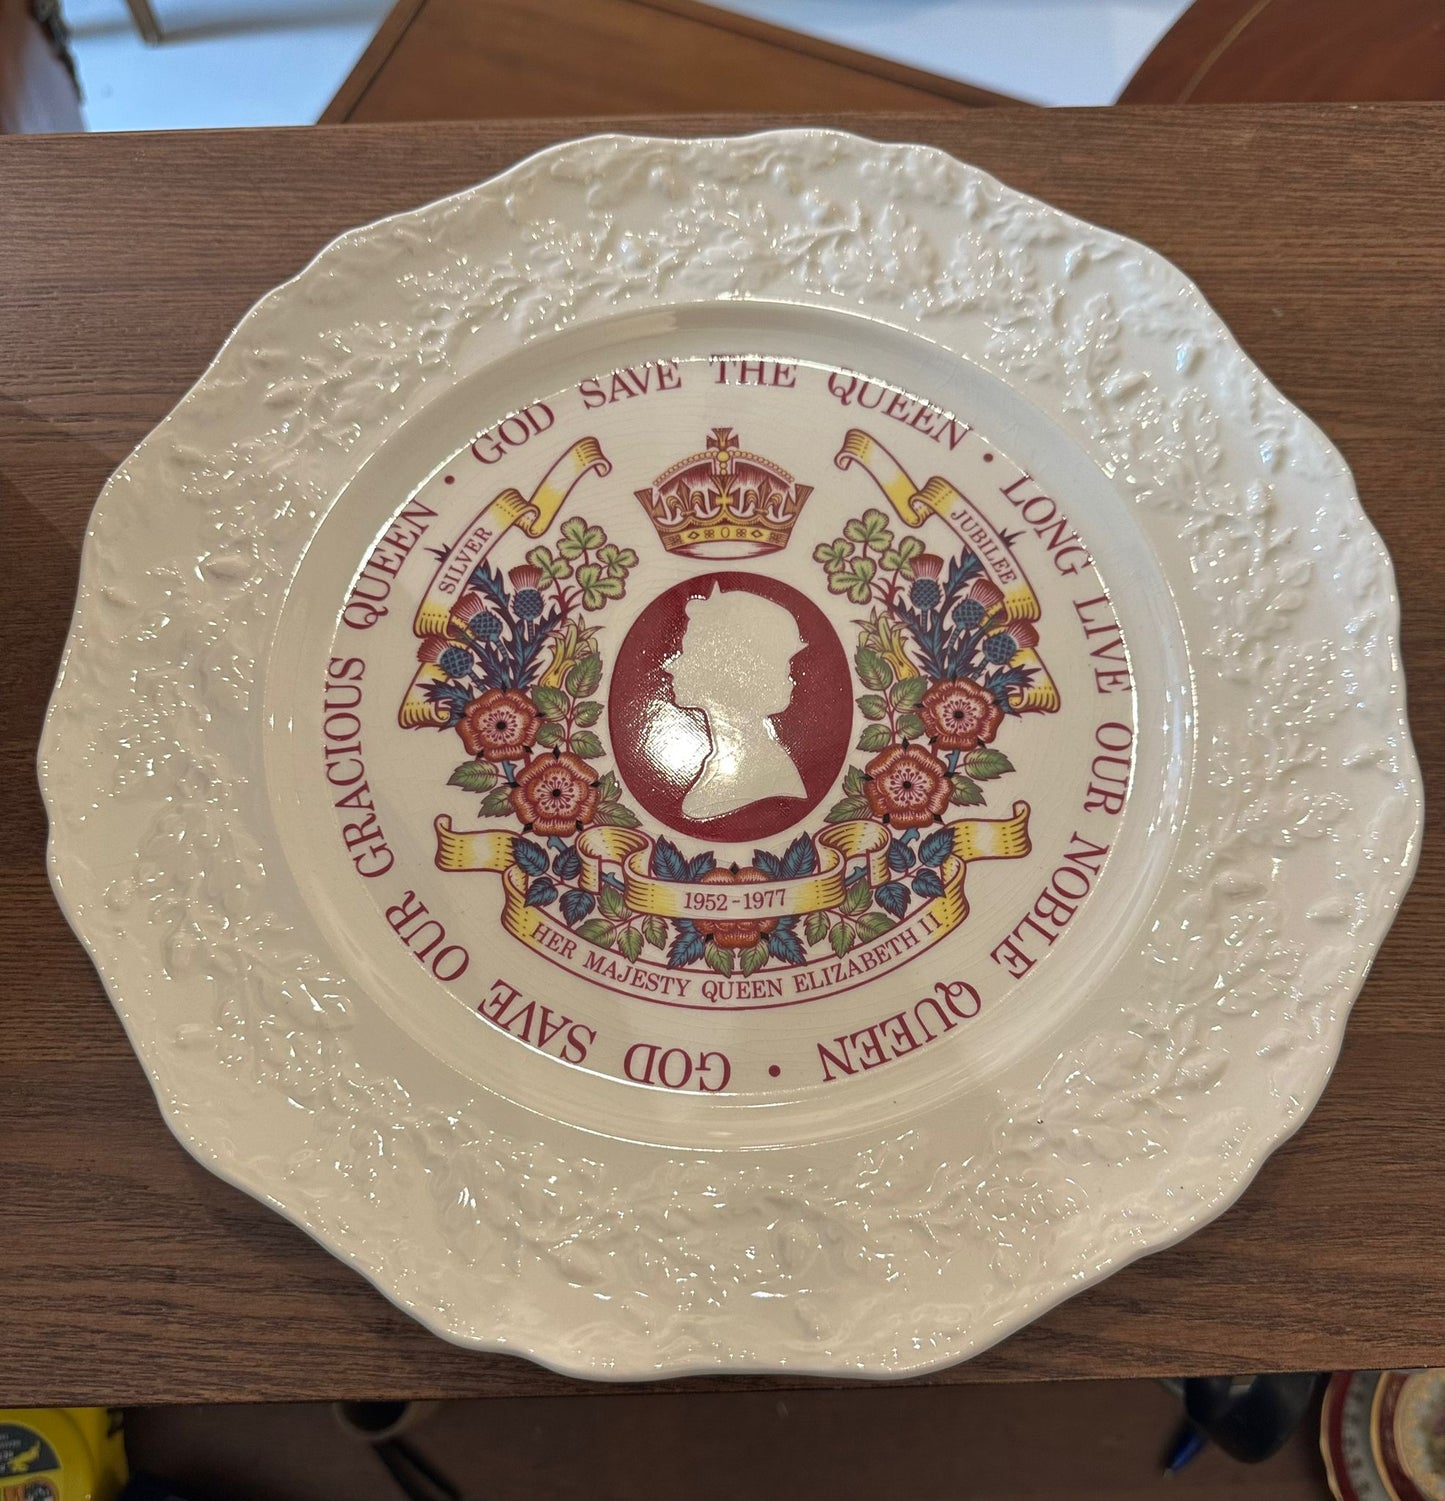 GOD SAVE THE QUEEN • LONG LIVE OUR NOBLE QUEEN • GOD SAVE OUR GRACIOUS QUEEN •
SILVER
JUBILEE
1952-1977
HER MAJESTY QUEEN ELIZABETH II